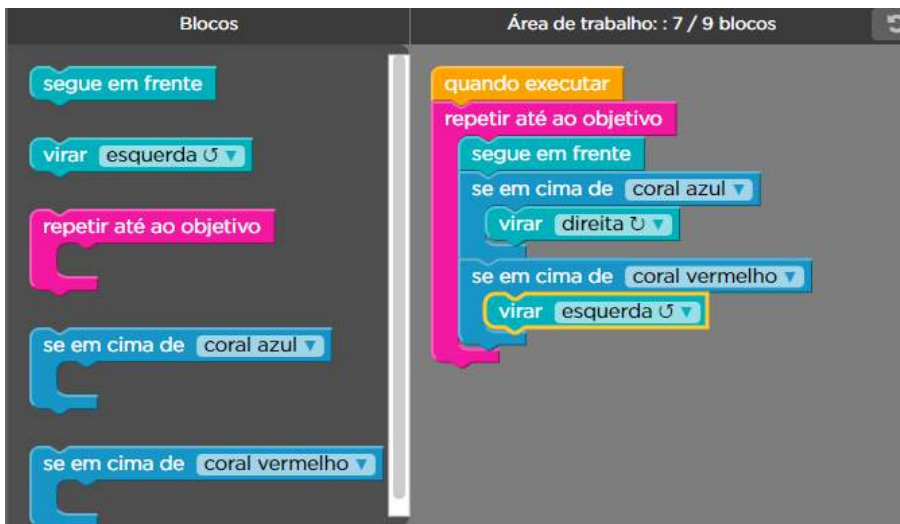 Blocos
segue em frente
virar esquerda ↺ ▼
repetir até ao objetivo
se em cima de coral azul ▼
se em cima de coral vermelho ▼
Área de trabalho: : 7 / 9 blocos
quando executar
repetir até ao objetivo
segue em frente
se em cima de coral azul ▼
virar direita ↻ ▼
se em cima de coral vermelho ▼
virar esquerda ↺ ▼